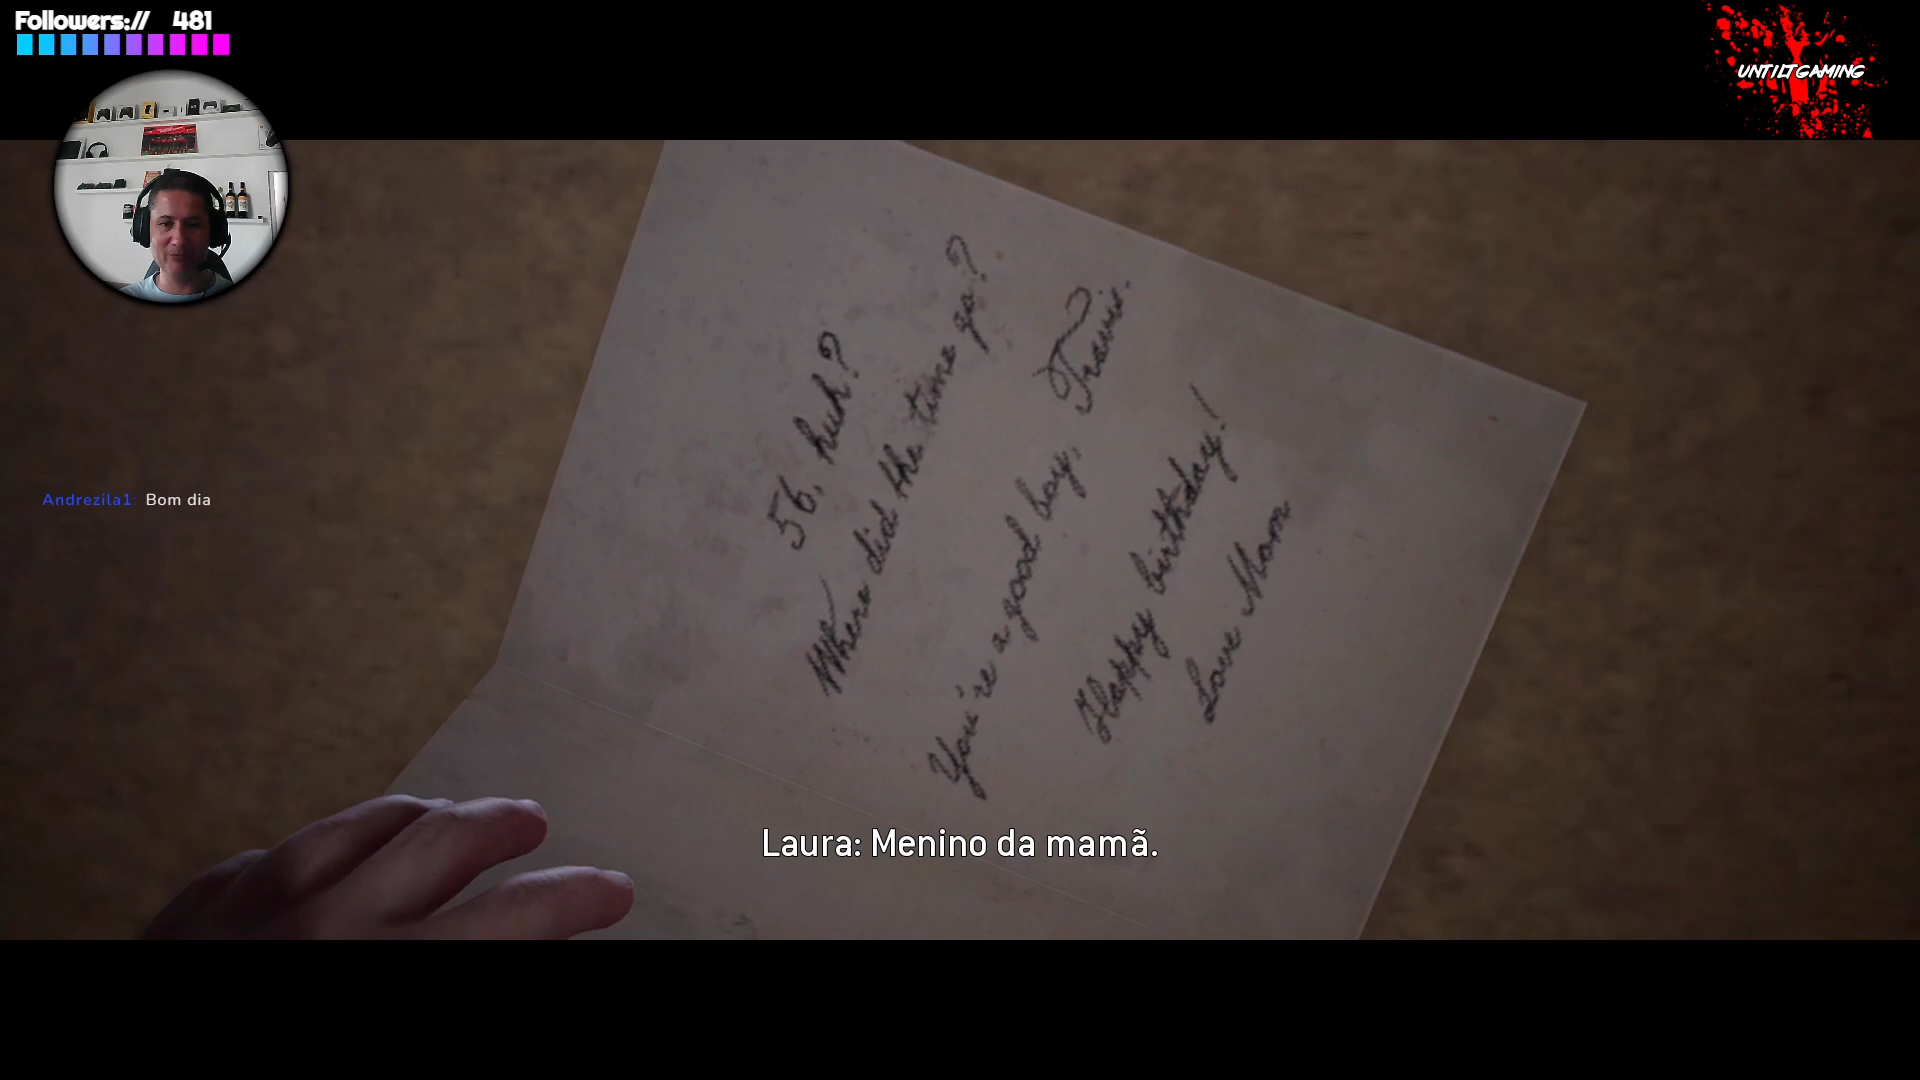 Followers:// 481
UNTILTGAMING
56, huh?
Where did the time go?
You're a good boy, Travis.
Happy birthday!
Love Mom
Andrezila1: Bom dia
Laura: Menino da mamã.